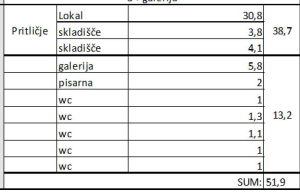 Pritličje
Lokal 30,8
skladišče 3,8
skladišče 4,1
38,7
galerija 5,8
pisarna 2
wc 1
wc 1,3
wc 1,1
wc 1
wc 1
13,2
SUM: 51,9